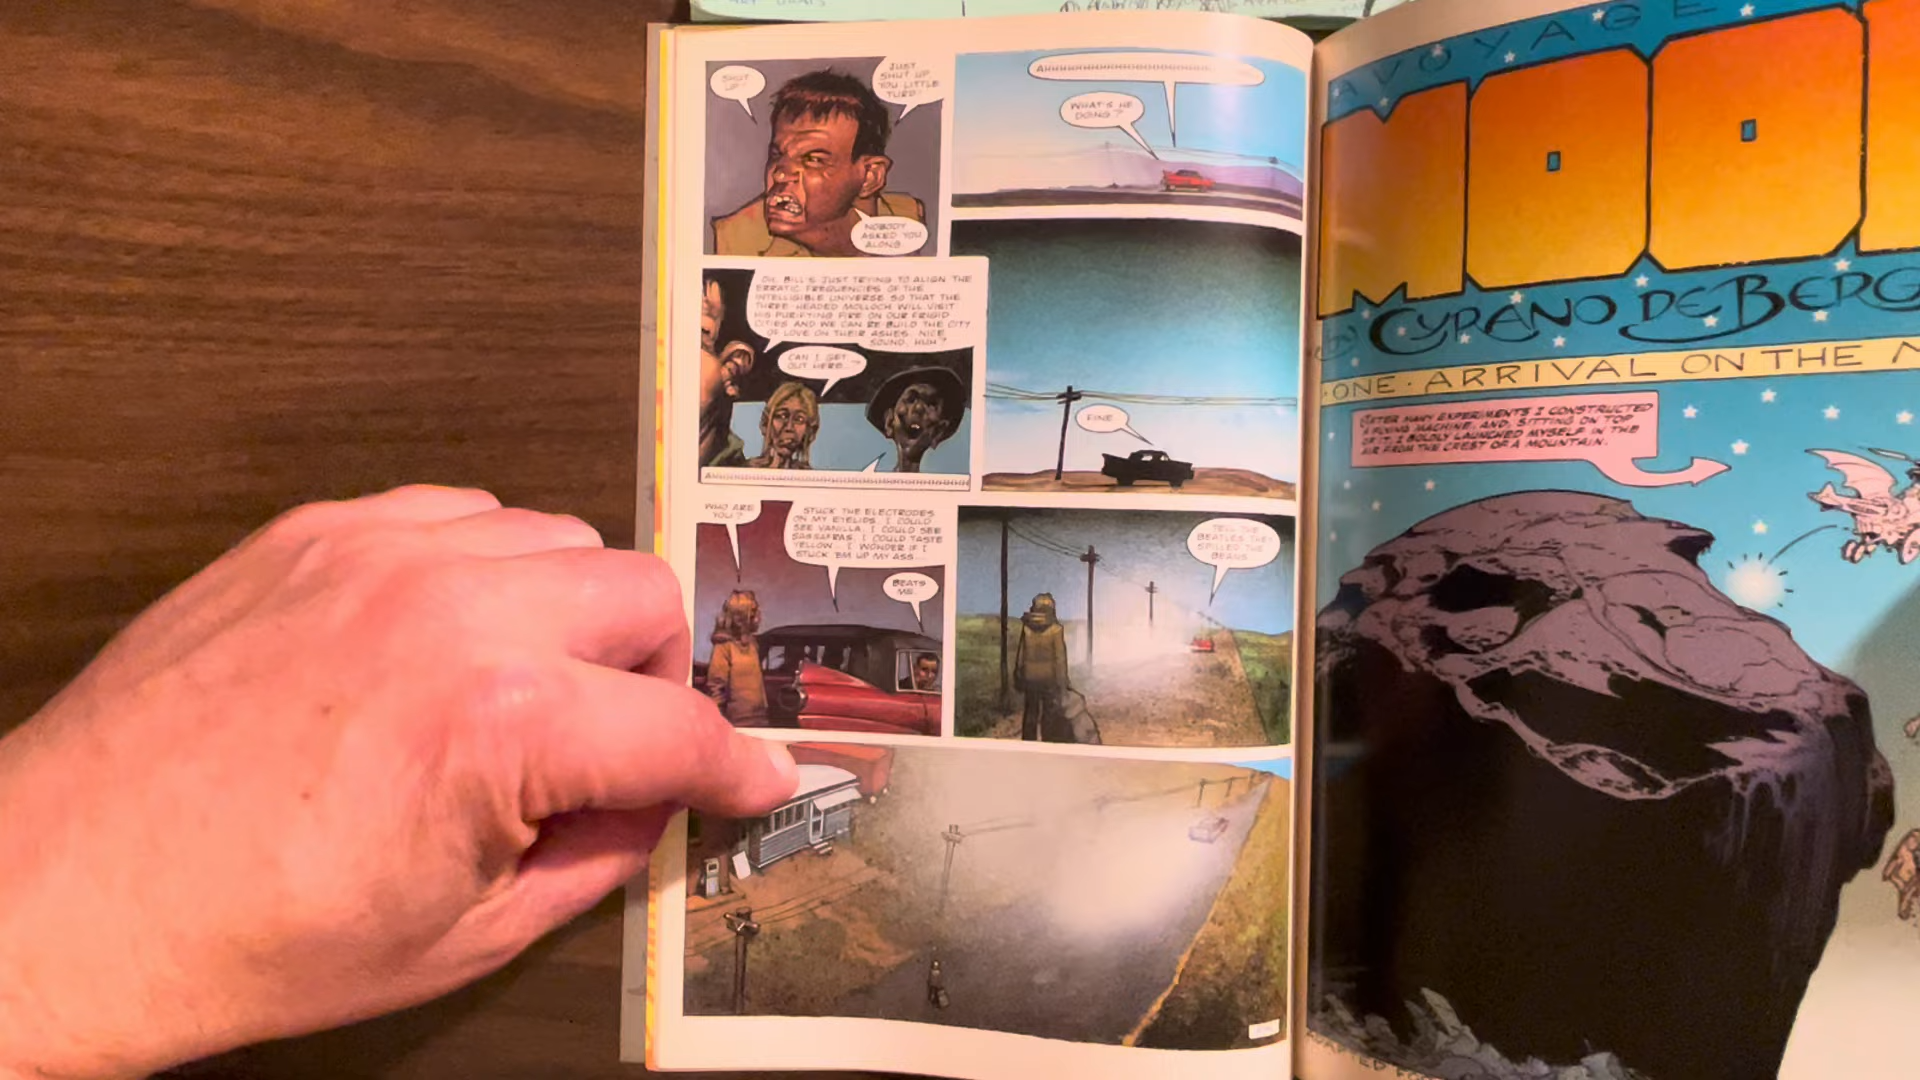 SHUT
UP!
JUST
SHUT UP
YOU LITTLE
TURD!
NOBODY
ASKED YOU
ALONG.
WHAT'S HE
DOING?
OH, BILL'S JUST TRYING TO ALIGN THE
ERRATIC FREQUENCIES OF THE
INTELLIGIBLE UNIVERSE SO THAT THE
THREE-HEADED MOLLOCH WILL VISIT
HIS PURIFYING FIRE ON OUR FRIGID
CITIES AND WE CAN RE-BUILD THE CITY
OF LOVE ON THEIR ASHES. NICE
SOUND, HUH?
CAN I GET
OUT HERE...?
FINE.
WHO ARE
YOU?
STUCK THE ELECTRODES
ON MY EYELIDS. I COULD
SEE VANILLA. I COULD SEE
SASSAFRAS. I COULD TASTE
YELLOW... I WONDER IF I
STUCK 'EM UP MY ASS...
BEATS
ME.
TELL THE
BEATLES THEY
SPILLED THE
BEANS.
A VOYAGE
CYRANO DE BERG
ONE · ARRIVAL ON THE M
AFTER MANY EXPERIMENTS I CONSTRUCTED
A FLYING MACHINE, AND, SITTING ON TOP
OF IT, I BOLDLY LAUNCHED MYSELF IN THE
AIR FROM THE CREST OF A MOUNTAIN.
ADAPTED